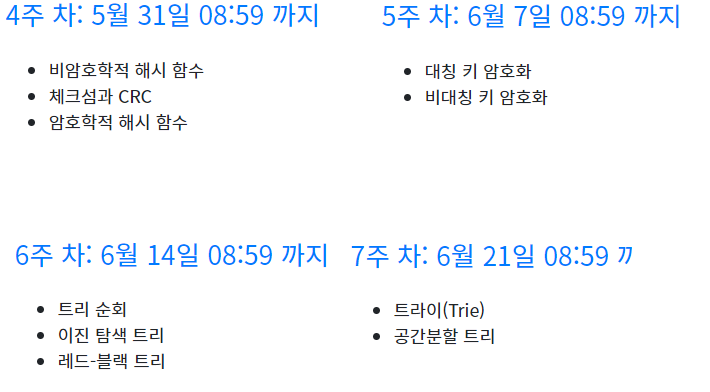 4주 차: 5월 31일 08:59 까지
비암호학적 해시 함수
체크섬과 CRC
암호학적 해시 함수
5주 차: 6월 7일 08:59 까지
대칭 키 암호화
비대칭 키 암호화
6주 차: 6월 14일 08:59 까지
트리 순회
이진 탐색 트리
레드-블랙 트리
7주 차: 6월 21일 08:59
트라이(Trie)
공간분할 트리